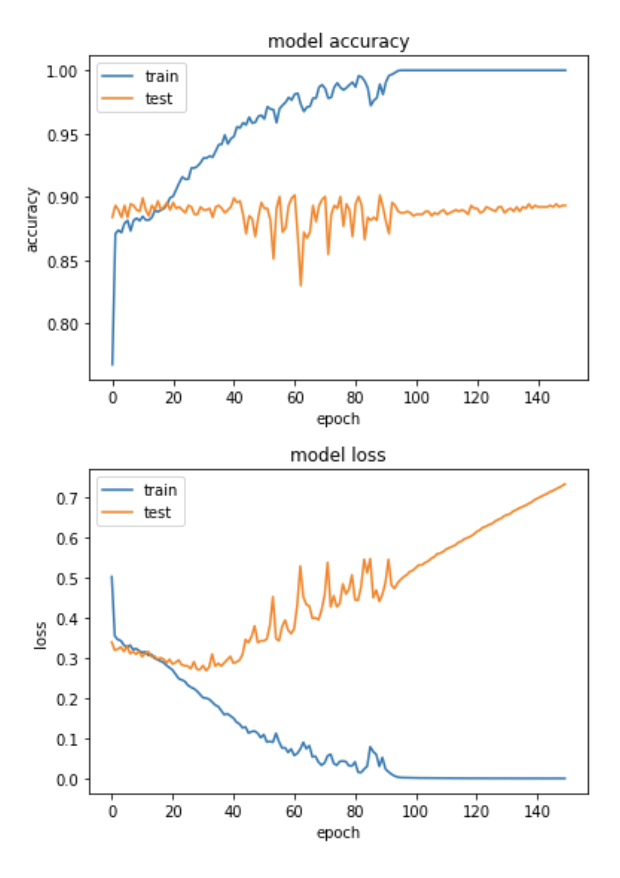 model accuracy
1.00
train
test
0.95
0.90
accuracy
0.85
0.80
0 20 40 60 80 100 120 140
epoch
model loss
0.7
train
test
0.6
0.5
0.4
loss
0.3
0.2
0.1
0.0
0 20 40 60 80 100 120 140
epoch